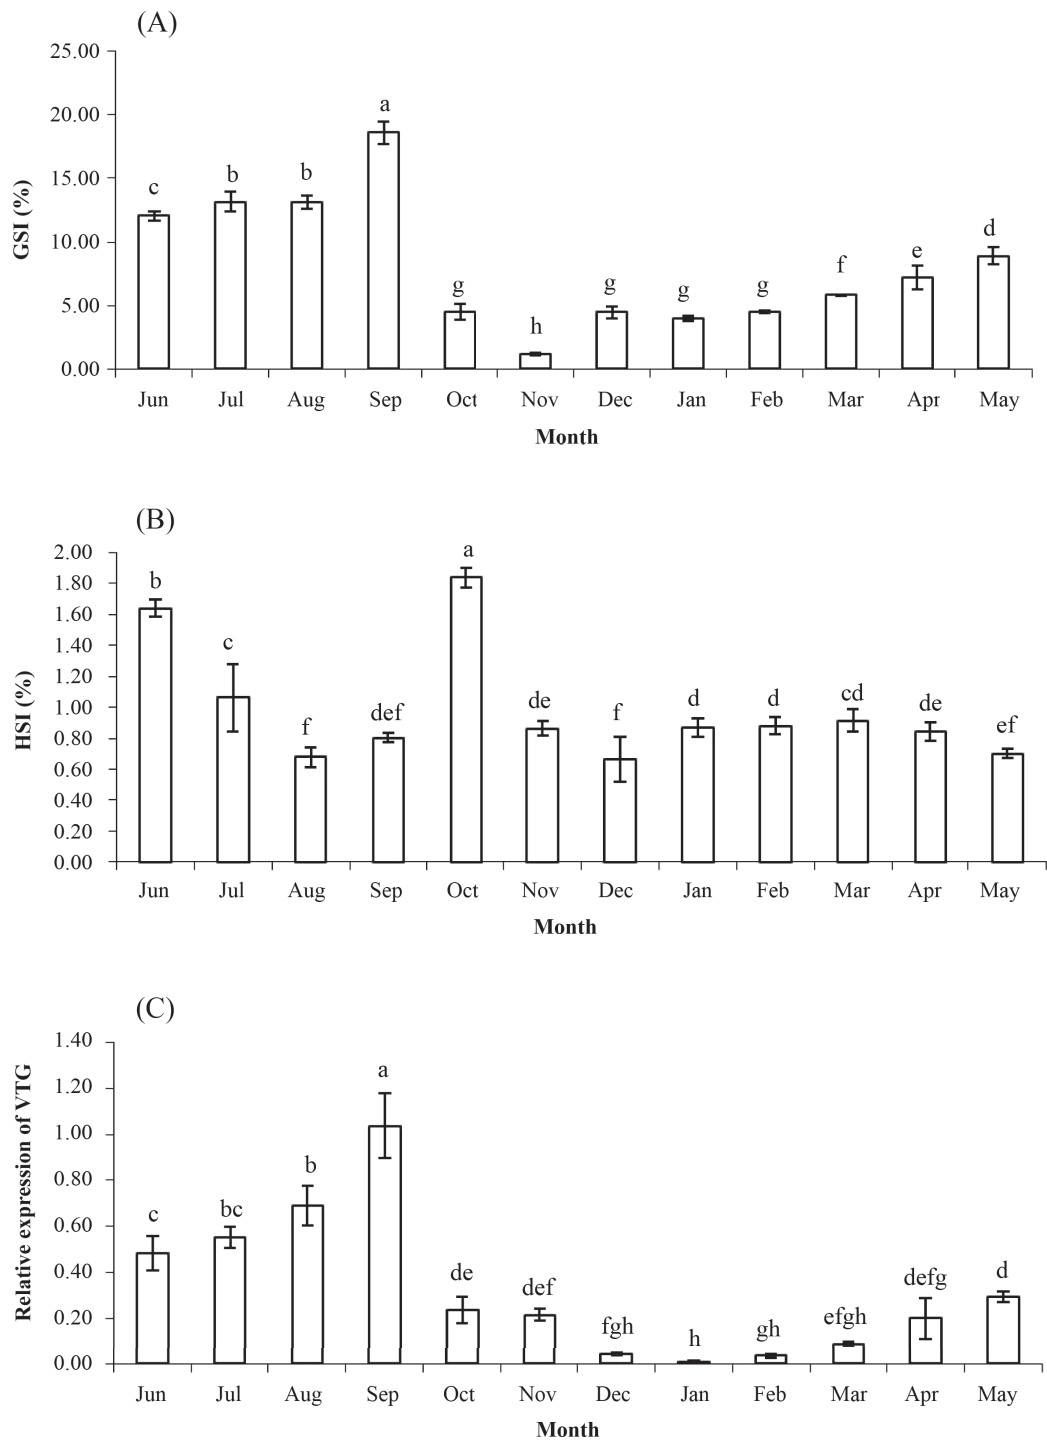 (A)
25.00
20.00
15.00
10.00
5.00
0.00
GSI (%)
c b b a g h g g g f e d
Jun Jul Aug Sep Oct Nov Dec Jan Feb Mar Apr May
Month
(B)
2.00
1.80
1.60
1.40
1.20
1.00
0.80
0.60
0.40
0.20
0.00
HSI (%)
b c f def a de f d d cd de ef
Jun Jul Aug Sep Oct Nov Dec Jan Feb Mar Apr May
Month
(C)
1.40
1.20
1.00
0.80
0.60
0.40
0.20
0.00
Relative expression of VTG
c bc b a de def fgh h gh efgh defg d
Jun Jul Aug Sep Oct Nov Dec Jan Feb Mar Apr May
Month